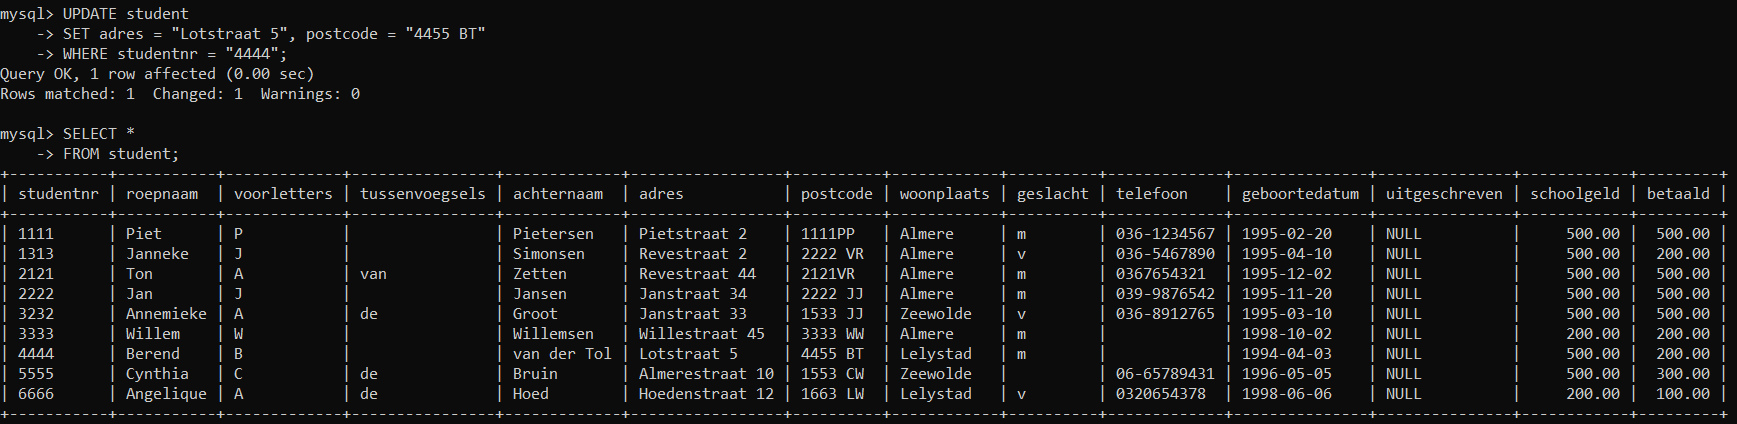 mysql> UPDATE student
    -> SET adres = "Lotstraat 5", postcode = "4455 BT"
    -> WHERE studentnr = "4444";
Query OK, 1 row affected (0.00 sec)
Rows matched: 1  Changed: 1  Warnings: 0

mysql> SELECT *
    -> FROM student;
+-----------+-----------+-------------+----------------+-------------+-----------------+----------+------------+----------+-------------+---------------+---------------+------------+---------+
| studentnr | roepnaam  | voorletters | tussenvoegsels | achternaam  | adres           | postcode | woonplaats | geslacht | telefoon    | geboortedatum | uitgeschreven | schoolgeld | betaald |
+-----------+-----------+-------------+----------------+-------------+-----------------+----------+------------+----------+-------------+---------------+---------------+------------+---------+
| 1111      | Piet      | P           |                | Pietersen   | Pietstraat 2    | 1111PP   | Almere     | m        | 036-1234567 | 1995-02-20    | NULL          |     500.00 |  500.00 |
| 1313      | Janneke   | J           |                | Simonsen    | Revestraat 2    | 2222 VR  | Almere     | v        | 036-5467890 | 1995-04-10    | NULL          |     500.00 |  200.00 |
| 2121      | Ton       | A           | van            | Zetten      | Revestraat 44   | 2121VR   | Almere     | m        | 0367654321  | 1995-12-02    | NULL          |     500.00 |  500.00 |
| 2222      | Jan       | J           |                | Jansen      | Janstraat 34    | 2222 JJ  | Almere     | m        | 039-9876542 | 1995-11-20    | NULL          |     500.00 |  500.00 |
| 3232      | Annemieke | A           | de             | Groot       | Janstraat 33    | 1533 JJ  | Zeewolde   | v        | 036-8912765 | 1995-03-10    | NULL          |     500.00 |  500.00 |
| 3333      | Willem    | W           |                | Willemsen   | Willestraat 45  | 3333 WW  | Almere     | m        |             | 1998-10-02    | NULL          |     200.00 |  200.00 |
| 4444      | Berend    | B           |                | van der Tol | Lotstraat 5     | 4455 BT  | Lelystad   | m        |             | 1994-04-03    | NULL          |     500.00 |  200.00 |
| 5555      | Cynthia   | C           | de             | Bruin       | Almerestraat 10 | 1553 CW  | Zeewolde   |          | 06-65789431 | 1996-05-05    | NULL          |     500.00 |  300.00 |
| 6666      | Angelique | A           | de             | Hoed        | Hoedenstraat 12 | 1663 LW  | Lelystad   | v        | 0320654378  | 1998-06-06    | NULL          |     200.00 |  100.00 |
+-----------+-----------+-------------+----------------+-------------+-----------------+----------+------------+----------+-------------+---------------+---------------+------------+---------+